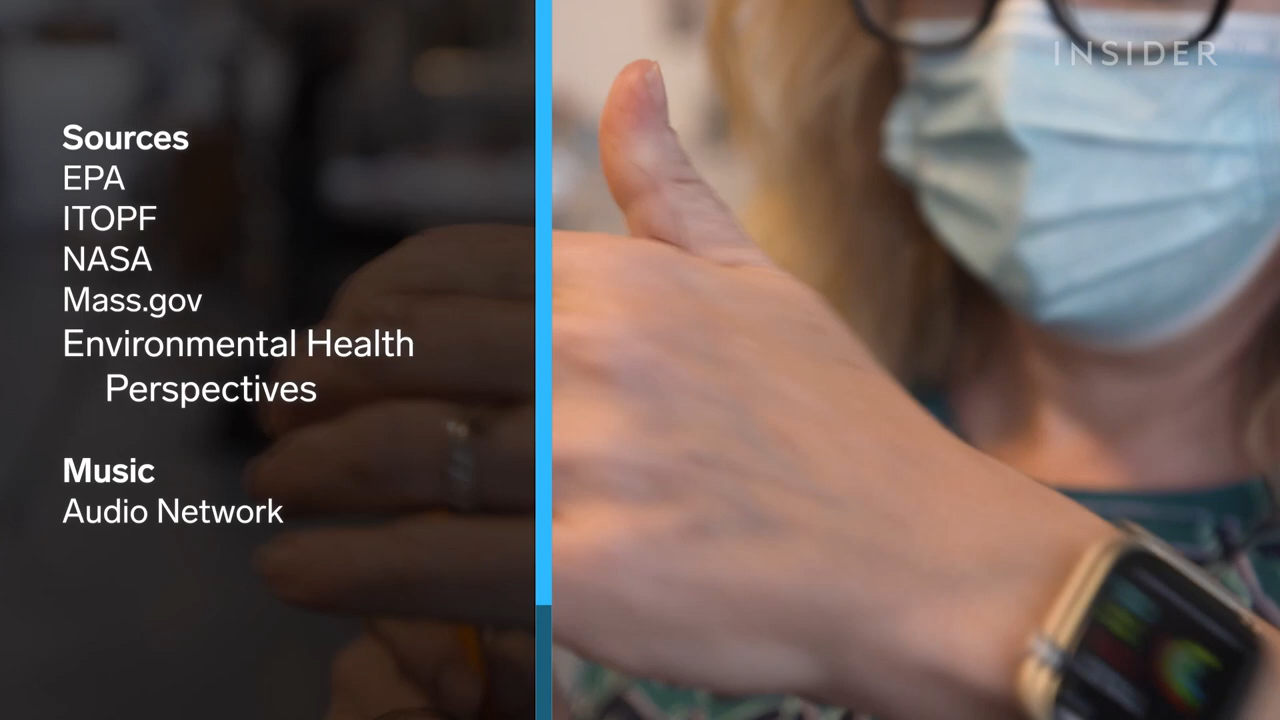 INSIDER
Sources
EPA
ITOPF
NASA
Mass.gov
Environmental Health
Perspectives
Music
Audio Network